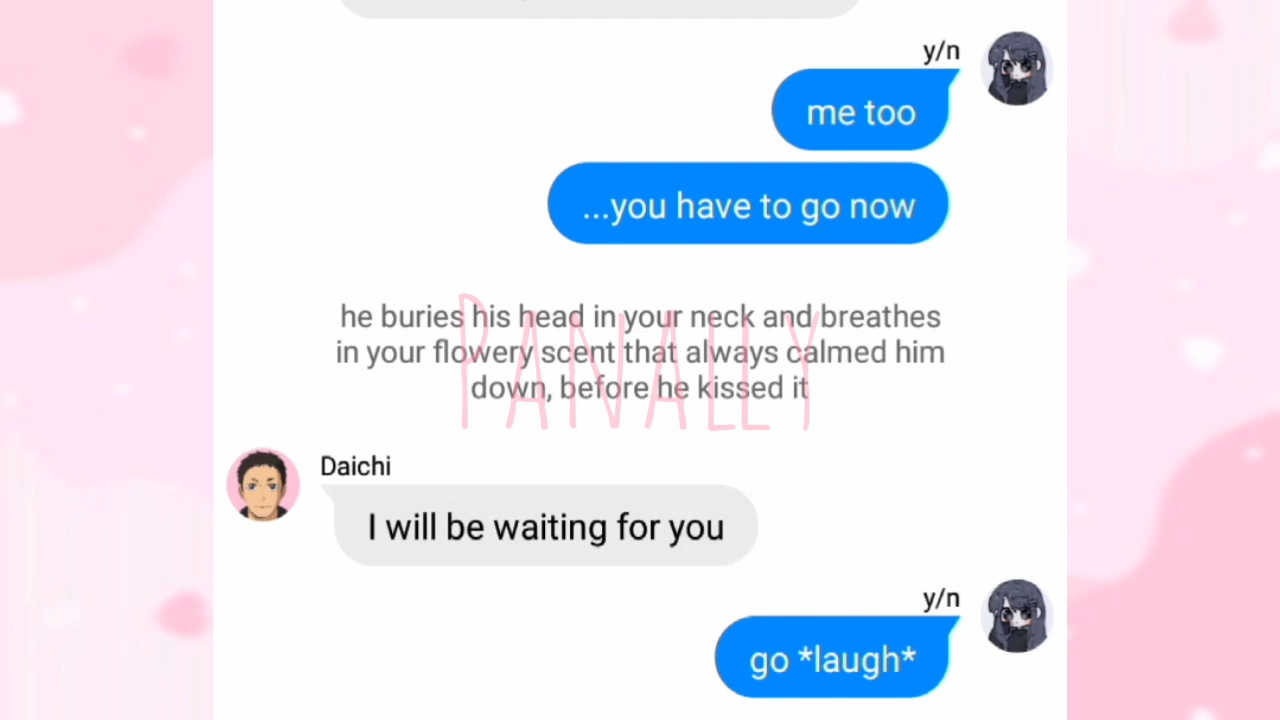 y/n
me too
...you have to go now
he buries his head in your neck and breathes
in your flowery scent that always calmed him
down, before he kissed it
PANALLY
Daichi
I will be waiting for you
y/n
go *laugh*